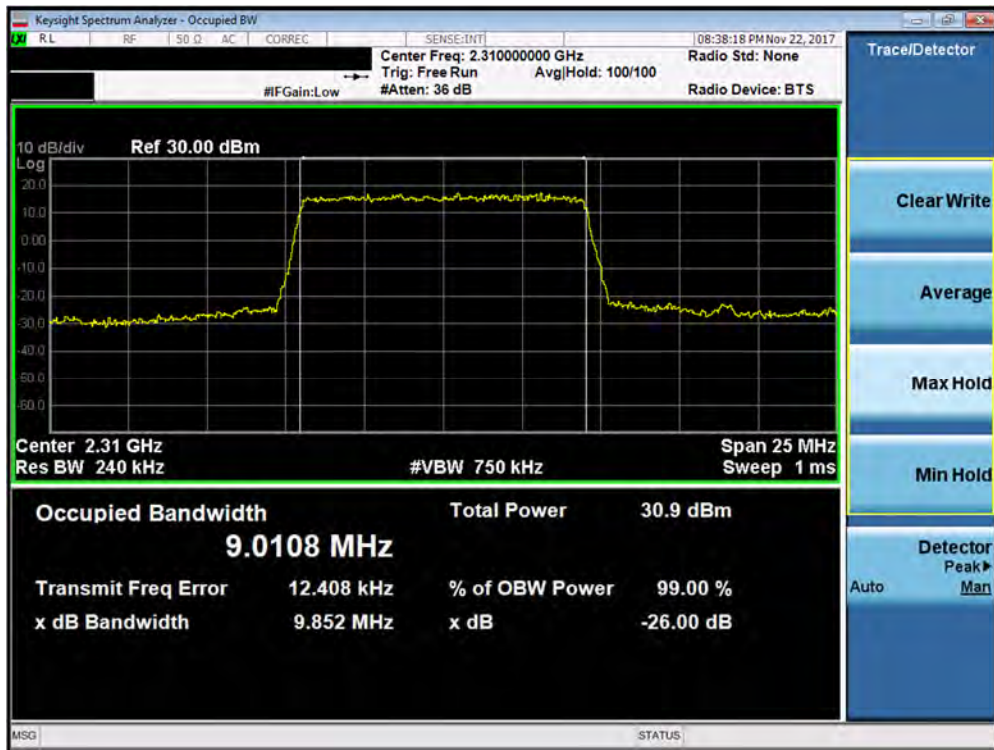 Keysight Spectrum Analyzer - Occupied BW
LXI RL RF 50 Ω AC CORREC SENSE:INT 08:38:18 PM Nov 22, 2017
Center Freq: 2.310000000 GHz Radio Std: None
Trig: Free Run Avg|Hold: 100/100
#IFGain:Low #Atten: 36 dB Radio Device: BTS
10 dB/div Ref 30.00 dBm
Log
20.0
10.0
0.00
-10.0
-20.0
-30.0
-40.0
-50.0
-60.0
Center 2.31 GHz Span 25 MHz
Res BW 240 kHz #VBW 750 kHz Sweep 1 ms
Occupied Bandwidth Total Power 30.9 dBm
9.0108 MHz
Transmit Freq Error 12.408 kHz % of OBW Power 99.00 %
x dB Bandwidth 9.852 MHz x dB -26.00 dB
MSG STATUS
Trace/Detector
Clear Write
Average
Max Hold
Min Hold
Detector
Peak▶
Auto Man